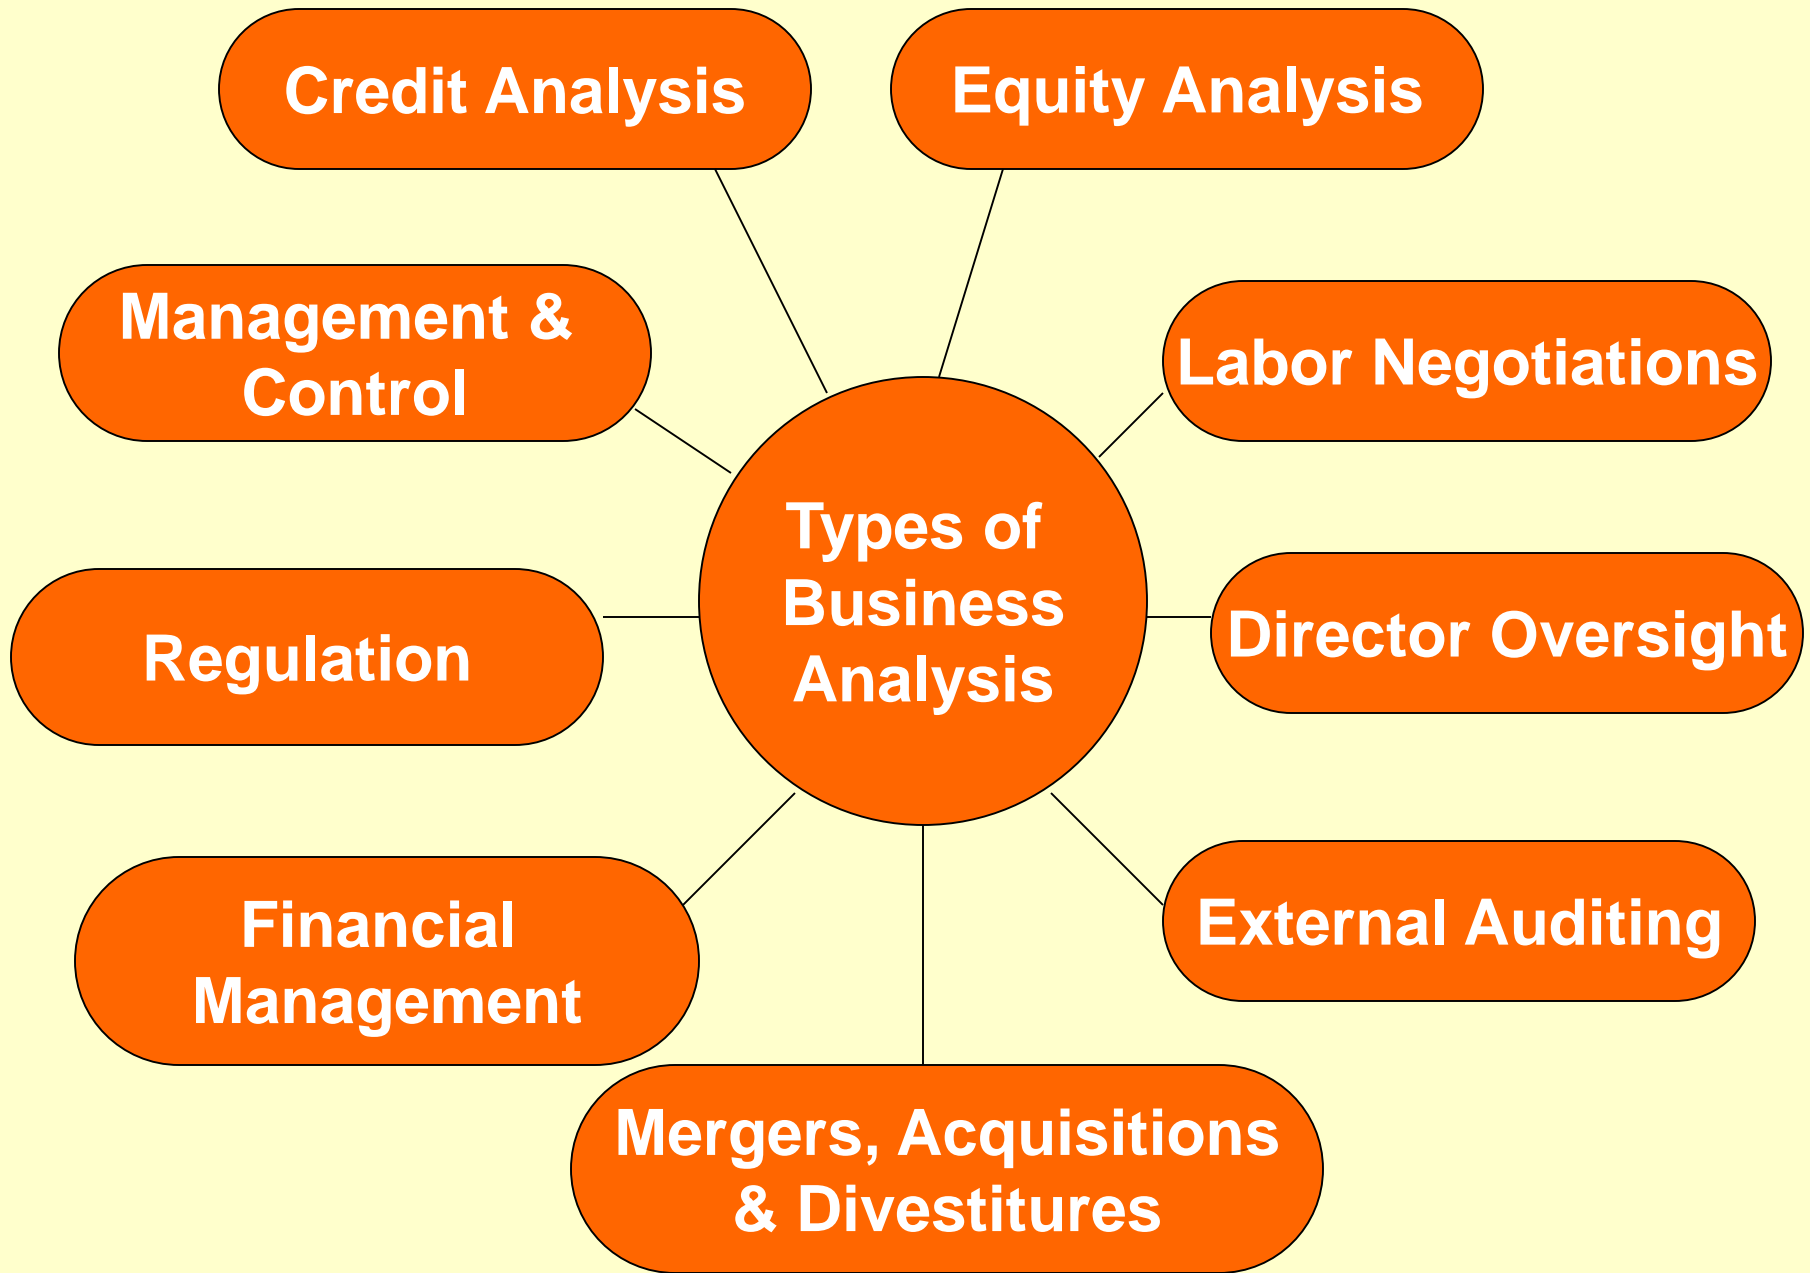 Credit Analysis
Equity Analysis
Management &
Control
Labor Negotiations
Types of
Business
Analysis
Regulation
Director Oversight
Financial
Management
External Auditing
Mergers, Acquisitions
& Divestitures